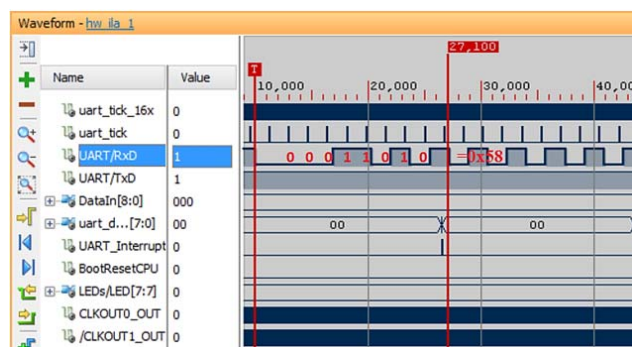 Waveform - hw_ila_1
27,100
Name Value
T
10,000 20,000 30,000 40,00
uart_tick_16x 0
uart_tick 0
UART/RxD 1 0 0 0 1 1 0 1 0 =0x58
UART/TxD 1
DataIn[8:0] 000
uart_d...[7:0] 00 00 00
UART_Interrupt 0
BootResetCPU 0
LEDs/LED[7:7] 0
CLKOUT0_OUT 0
/CLKOUT1_OUT 0